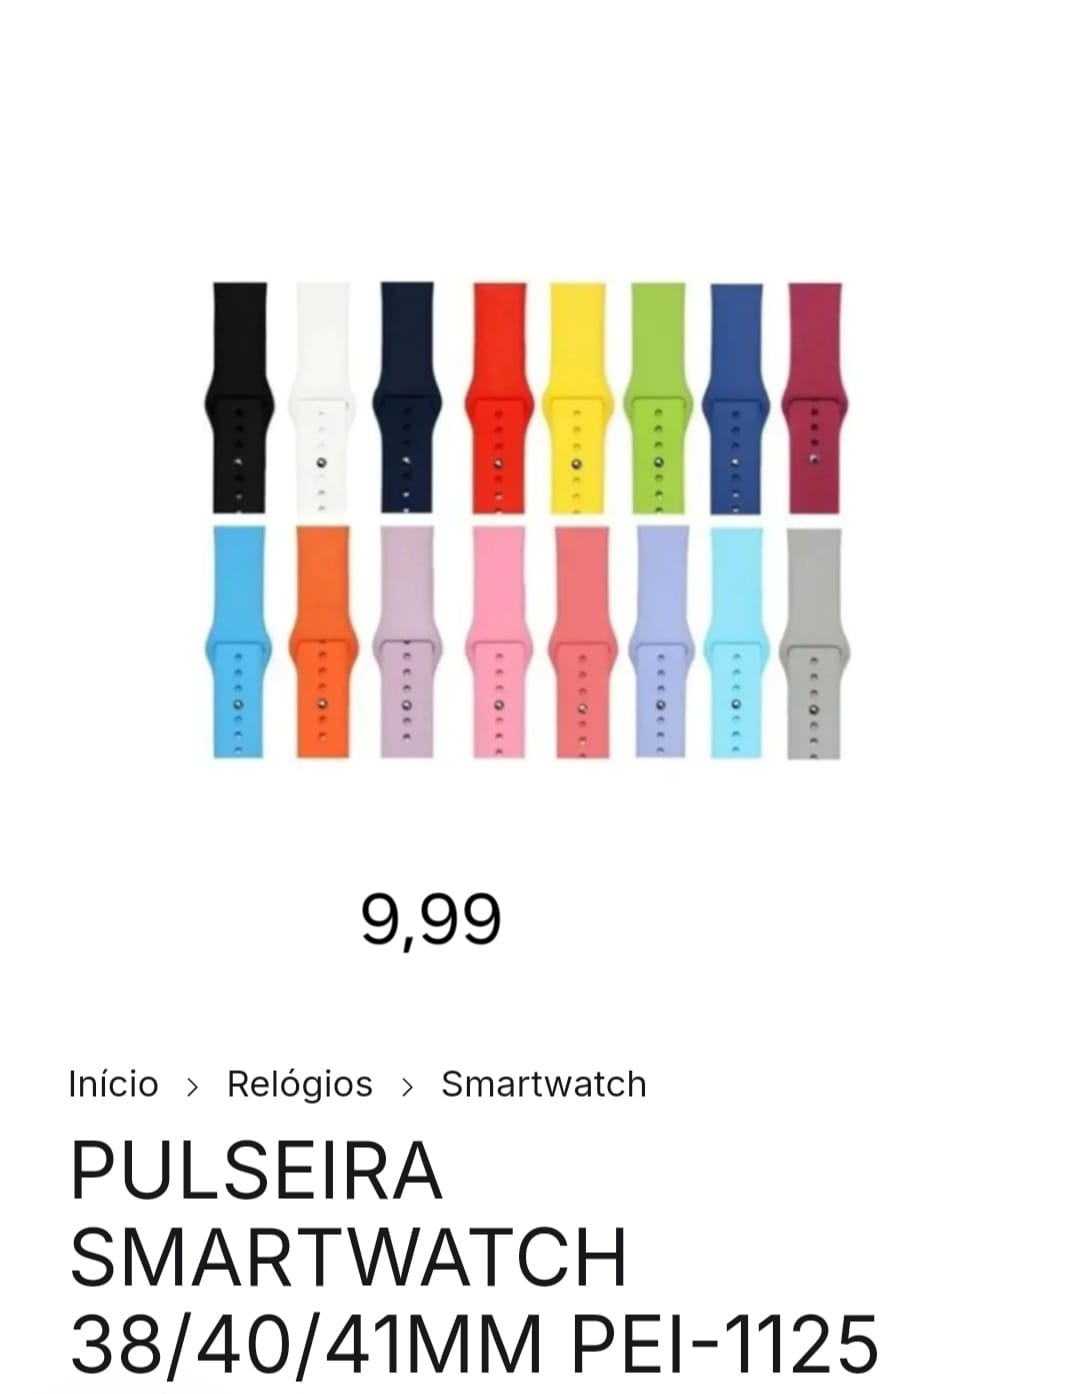 9,99
Início > Relógios > Smartwatch
PULSEIRA
SMARTWATCH
38/40/41MM PEI-1125